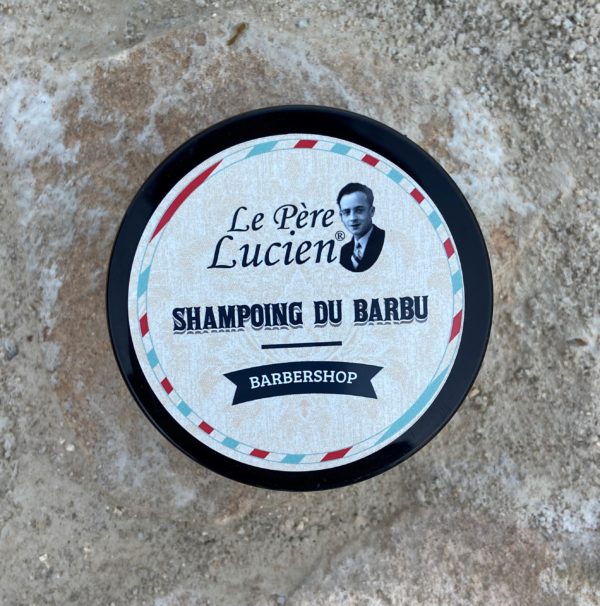 Le Père
Lucien®
SHAMPOING DU BARBU
BARBERSHOP